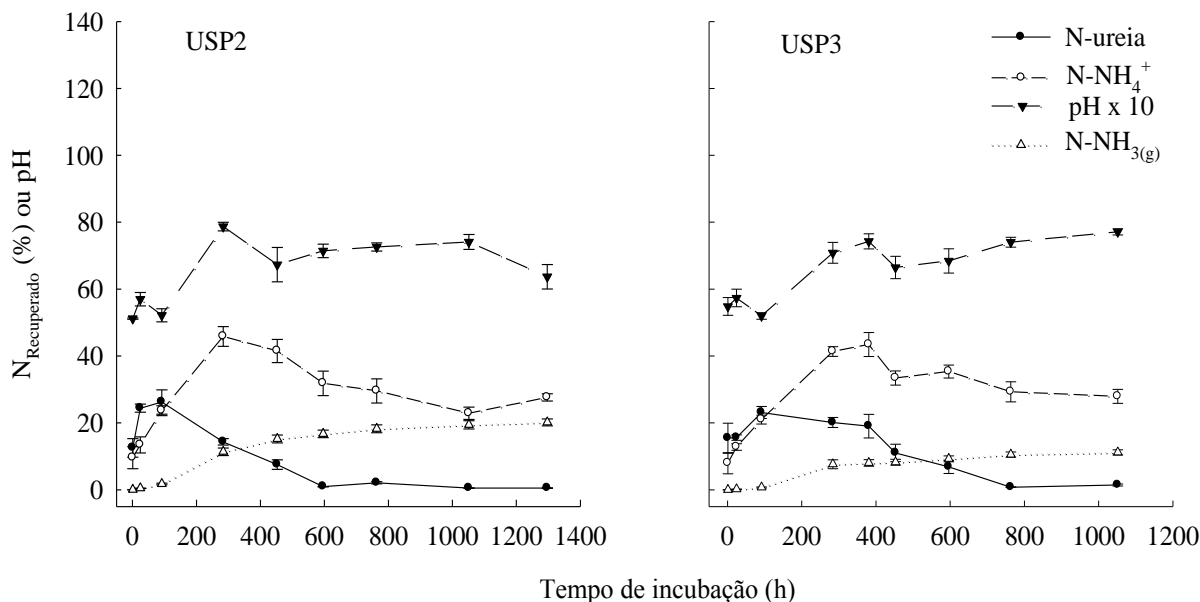 USP2
USP3
N-ureia
N-NH₄⁺
pH x 10
N-NH₃₍g₎
N_Recuperado (%) ou pH
140
120
100
80
60
40
20
0
0 200 400 600 800 1000 1200 1400
0 200 400 600 800 1000 1200
Tempo de incubação (h)